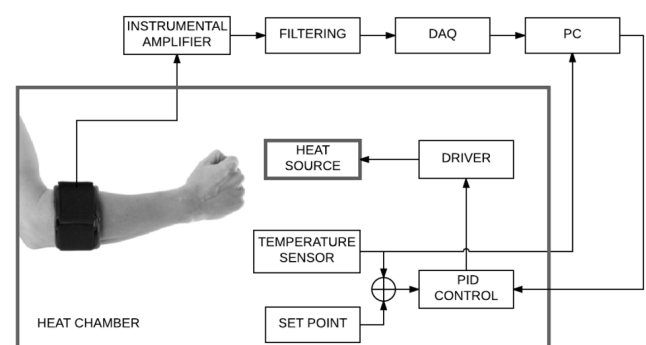 INSTRUMENTAL
AMPLIFIER
FILTERING
DAQ
PC
HEAT
SOURCE
DRIVER
TEMPERATURE
SENSOR
PID
CONTROL
SET POINT
HEAT CHAMBER